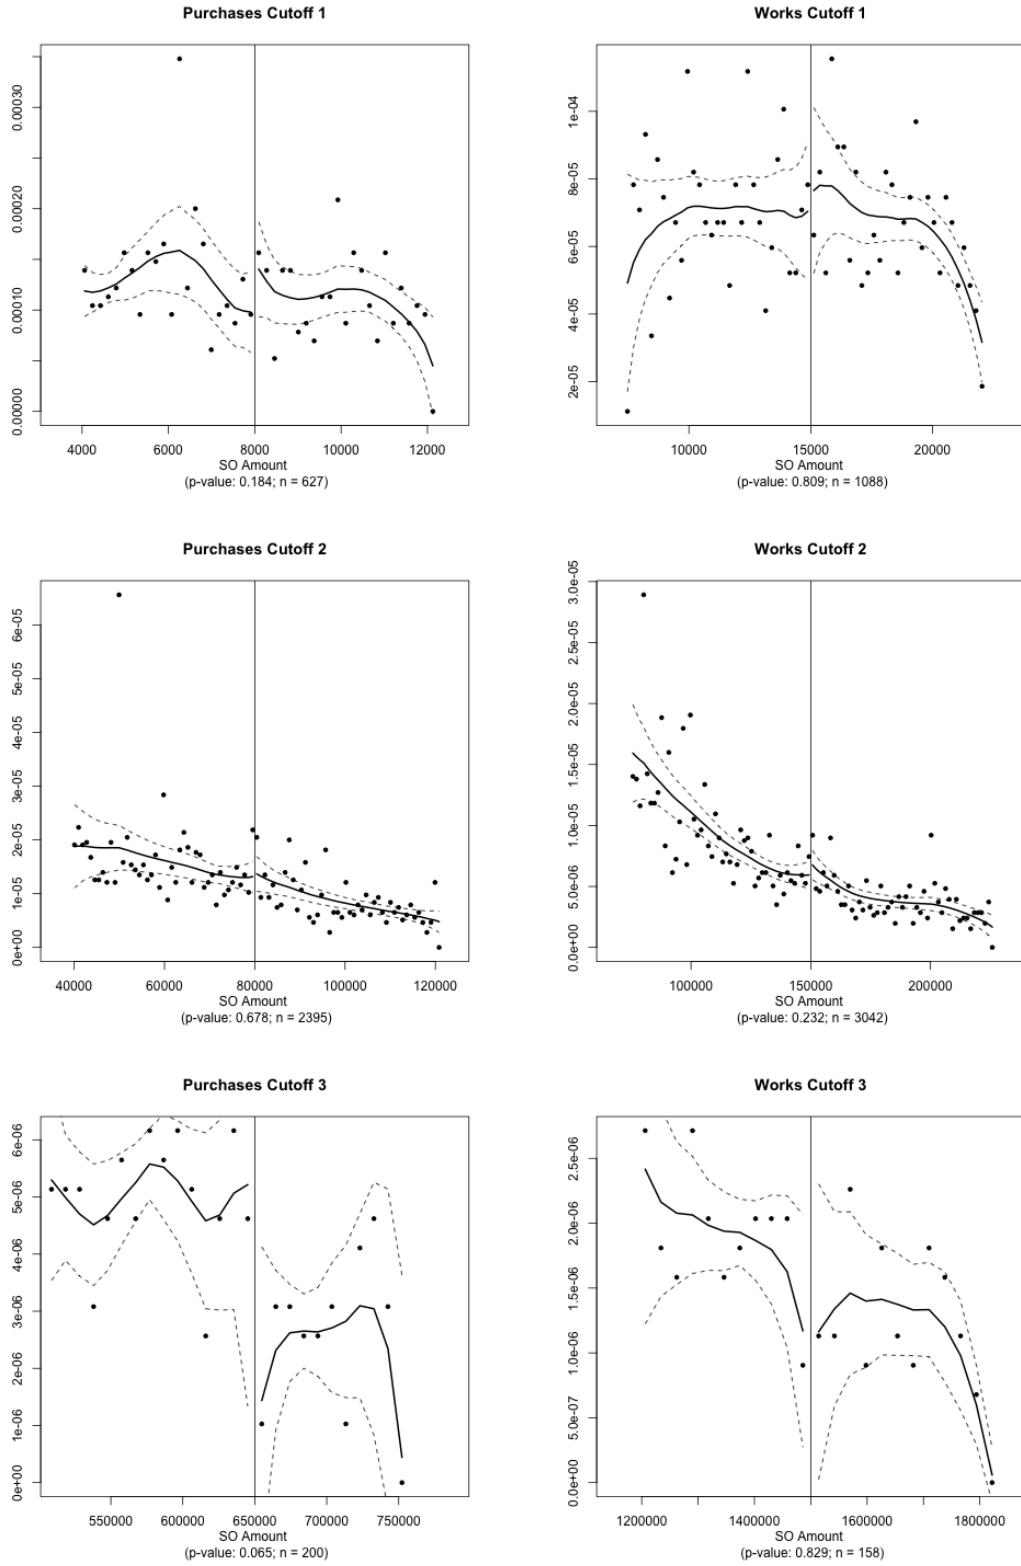 Purchases Cutoff 1
0.00030
0.00020
0.00010
0.00000
4000 6000 8000 10000 12000
SO Amount
(p-value: 0.184; n = 627)
Works Cutoff 1
1e-04
8e-05
6e-05
4e-05
2e-05
10000 15000 20000
SO Amount
(p-value: 0.809; n = 1088)
Purchases Cutoff 2
6e-05
5e-05
4e-05
3e-05
2e-05
1e-05
0e+00
40000 60000 80000 100000 120000
SO Amount
(p-value: 0.678; n = 2395)
Works Cutoff 2
3.0e-05
2.5e-05
2.0e-05
1.5e-05
1.0e-05
5.0e-06
0.0e+00
100000 150000 200000
SO Amount
(p-value: 0.232; n = 3042)
Purchases Cutoff 3
6e-06
5e-06
4e-06
3e-06
2e-06
1e-06
0e+00
550000 600000 650000 700000 750000
SO Amount
(p-value: 0.065; n = 200)
Works Cutoff 3
2.5e-06
2.0e-06
1.5e-06
1.0e-06
5.0e-07
0.0e+00
1200000 1400000 1600000 1800000
SO Amount
(p-value: 0.829; n = 158)